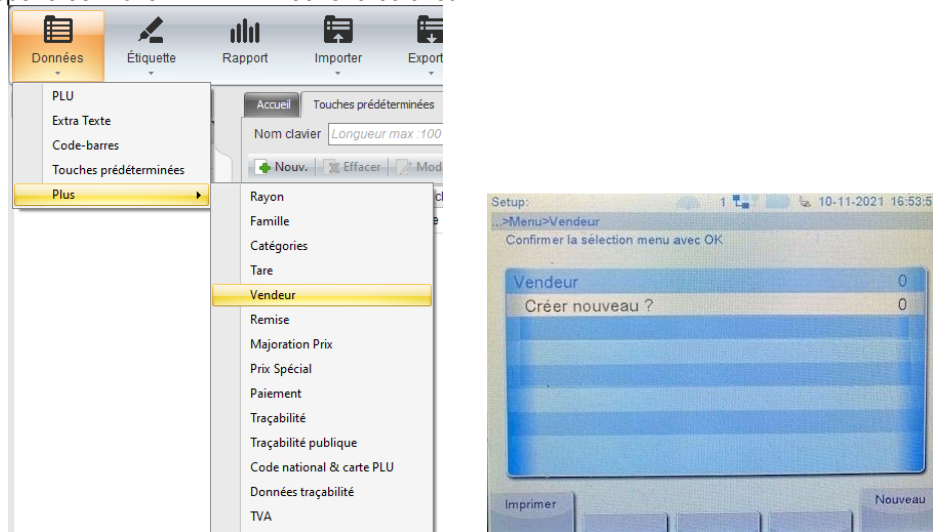 Données Étiquette Rapport Importer Export
PLU
Extra Texte
Code-barres
Touches prédéterminées
Plus
Accueil Touches prédéterminées
Nom clavier Longueur max :100
Nouv. Effacer Mod
Rayon
Famille
Catégories
Tare
Vendeur
Remise
Majoration Prix
Prix Spécial
Paiement
Traçabilité
Traçabilité publique
Code national & carte PLU
Données traçabilité
TVA
Setup: 1 10-11-2021 16:53:5
...>Menu>Vendeur
Confirmer la sélection menu avec OK
Vendeur 0
Créer nouveau ? 0
Imprimer Nouveau